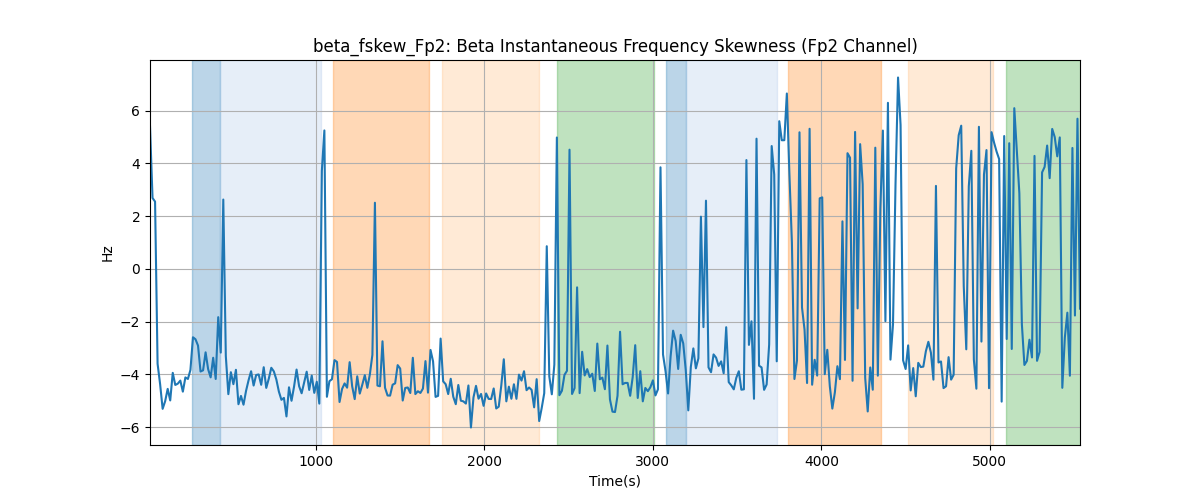 beta_fskew_Fp2: Beta Instantaneous Frequency Skewness (Fp2 Channel)
6
4
2
0
−2
−4
−6
Hz
1000 2000 3000 4000 5000
Time(s)